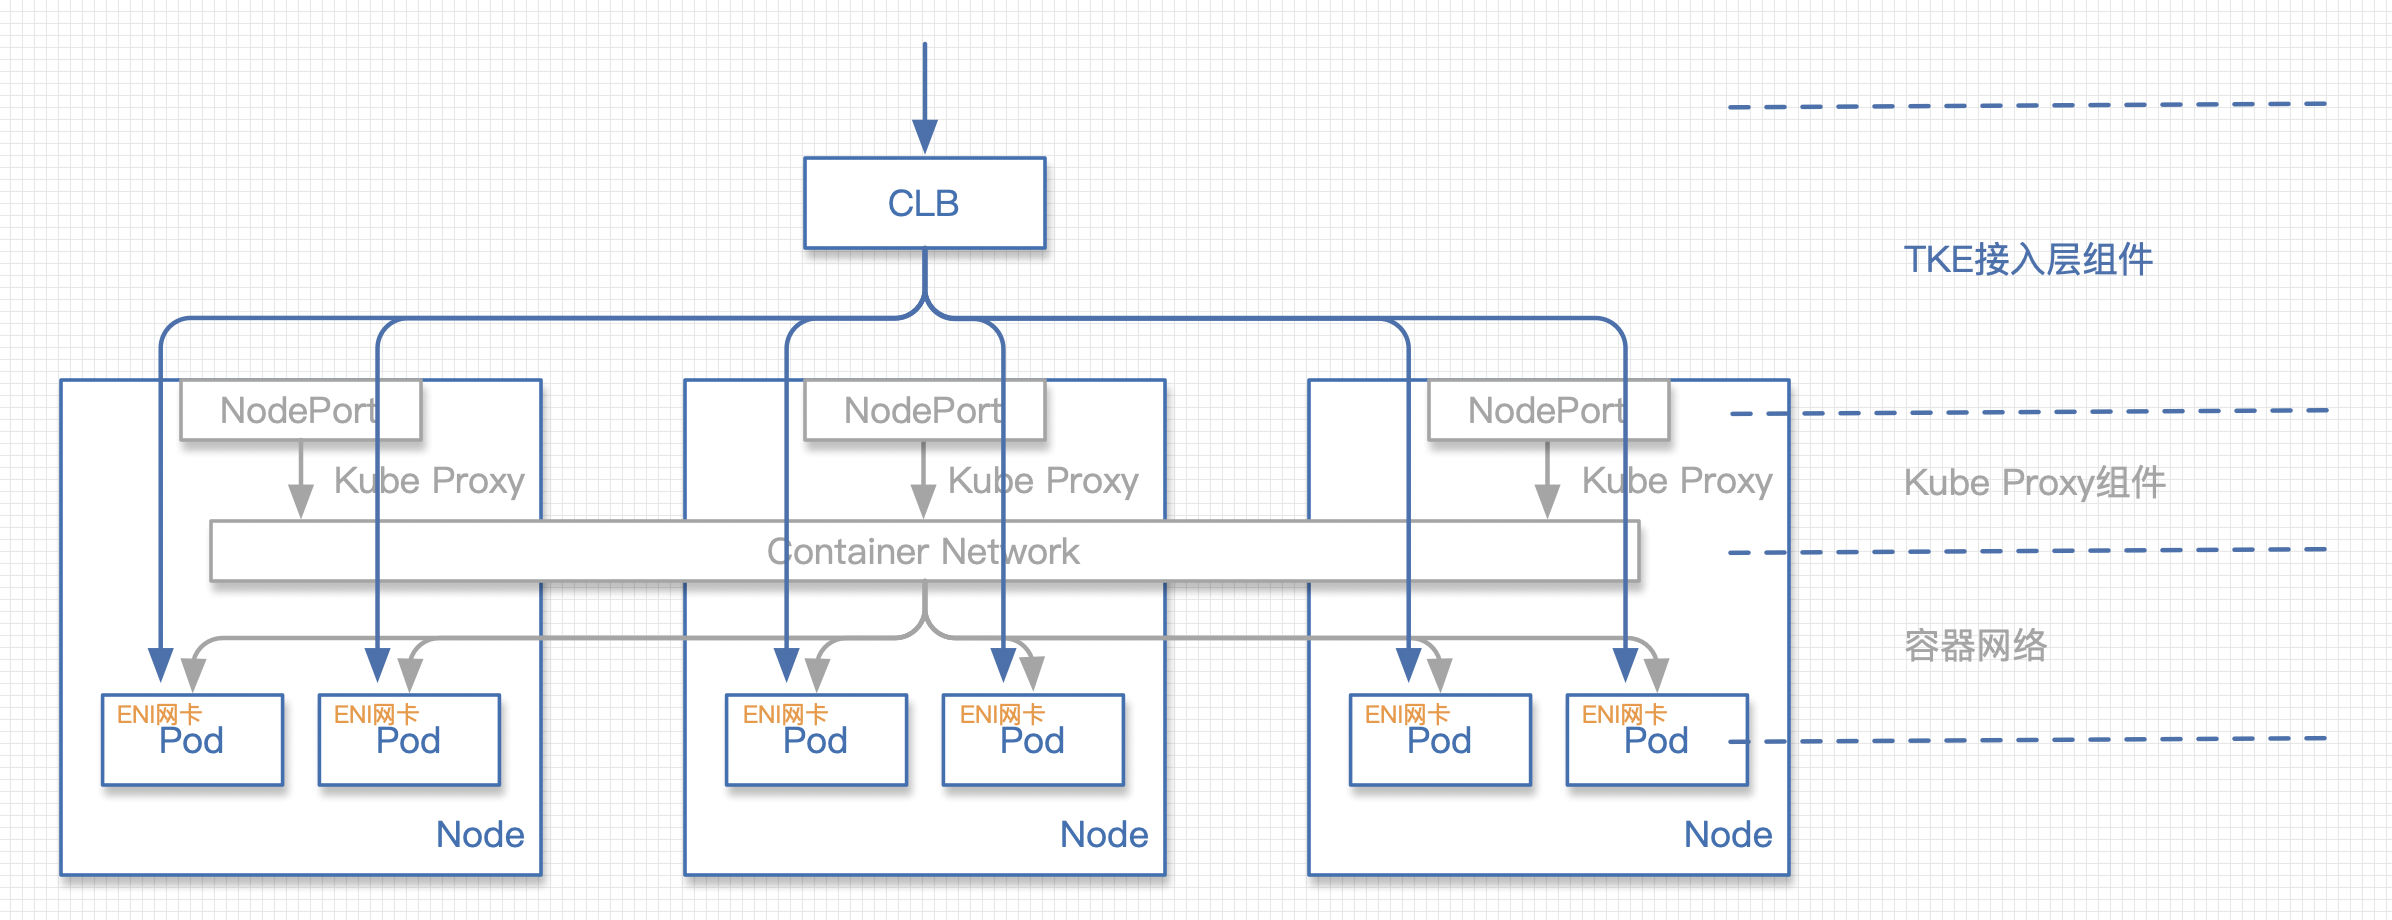 CLB
TKE接入层组件
NodePort
NodePort
NodePort
Kube Proxy
Kube Proxy
Kube Proxy
Kube Proxy组件
Container Network
容器网络
ENI网卡
Pod
ENI网卡
Pod
ENI网卡
Pod
ENI网卡
Pod
ENI网卡
Pod
ENI网卡
Pod
Node
Node
Node